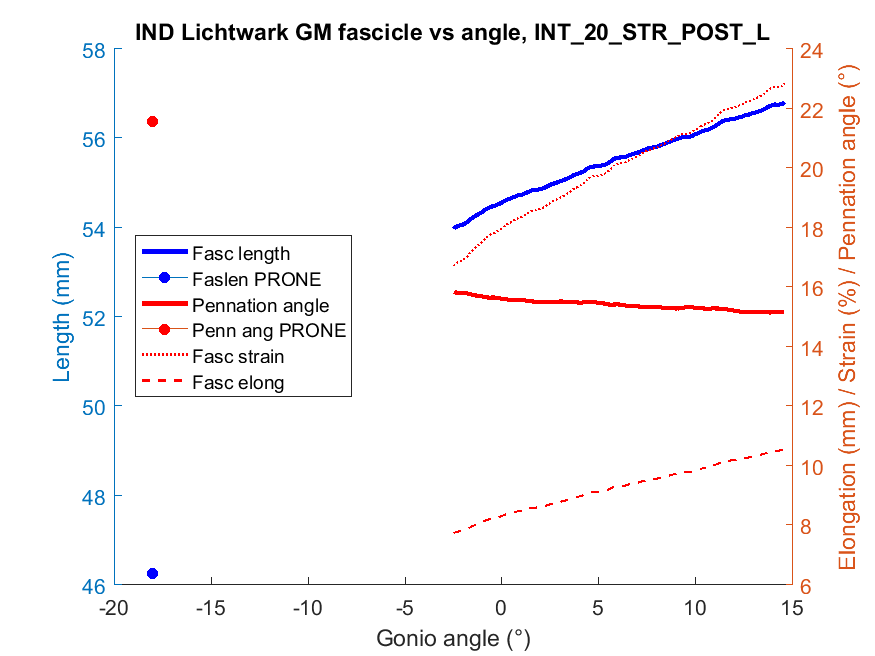 IND Lichtwark GM fascicle vs angle, INT_20_STR_POST_L
58
56
54
52
50
48
46
Length (mm)
24
22
20
18
16
14
12
10
8
6
Elongation (mm) / Strain (%) / Pennation angle (°)
Fasc length
Faslen PRONE
Pennation angle
Penn ang PRONE
Fasc strain
Fasc elong
-20 -15 -10 -5 0 5 10 15
Gonio angle (°)